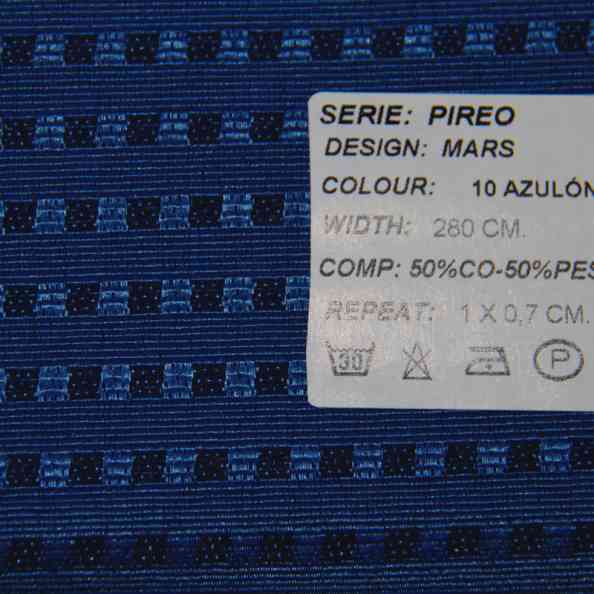 SERIE: PIREO
DESIGN: MARS
COLOUR: 10 AZULÓN
WIDTH: 280 CM.
COMP: 50%CO-50%PES
REPEAT: 1 X 0,7 CM.
30 P